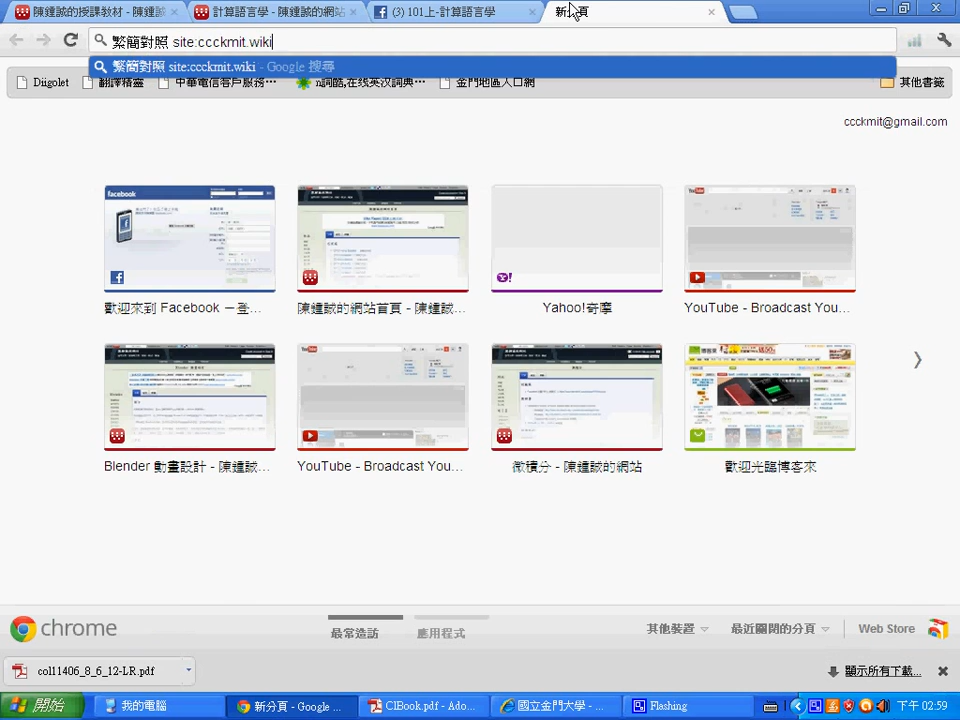 陳鍾誠的授課教材 - 陳鍾
計算語言學 - 陳鍾誠的網站
(3) 101上-計算語言學
新分頁
繁簡對照 site:ccckmit.wiki
繁簡對照 site:ccckmit.wiki - Google 搜尋
Diigolet
翻譯精靈
中華電信客戶服務…
n詞酷,在线英汉词典…
金門地區入口網
其他書籤
ccckmit@gmail.com
facebook
歡迎來到 Facebook －登...
陳鍾誠的網站首頁 - 陳鍾誠...
Yahoo!奇摩
YouTube - Broadcast You...
Blender 動畫設計 - 陳鍾誠...
YouTube - Broadcast You...
微積分 - 陳鍾誠的網站
歡迎光臨博客來
chrome
最常造訪
應用程式
其他裝置
最近關閉的分頁
Web Store
col11406_8_6_12-LR.pdf
顯示所有下載...
開始
我的電腦
新分頁 - Google ...
CIBook.pdf - Ado...
國立金門大學 - ...
Flashing
下午 02:59